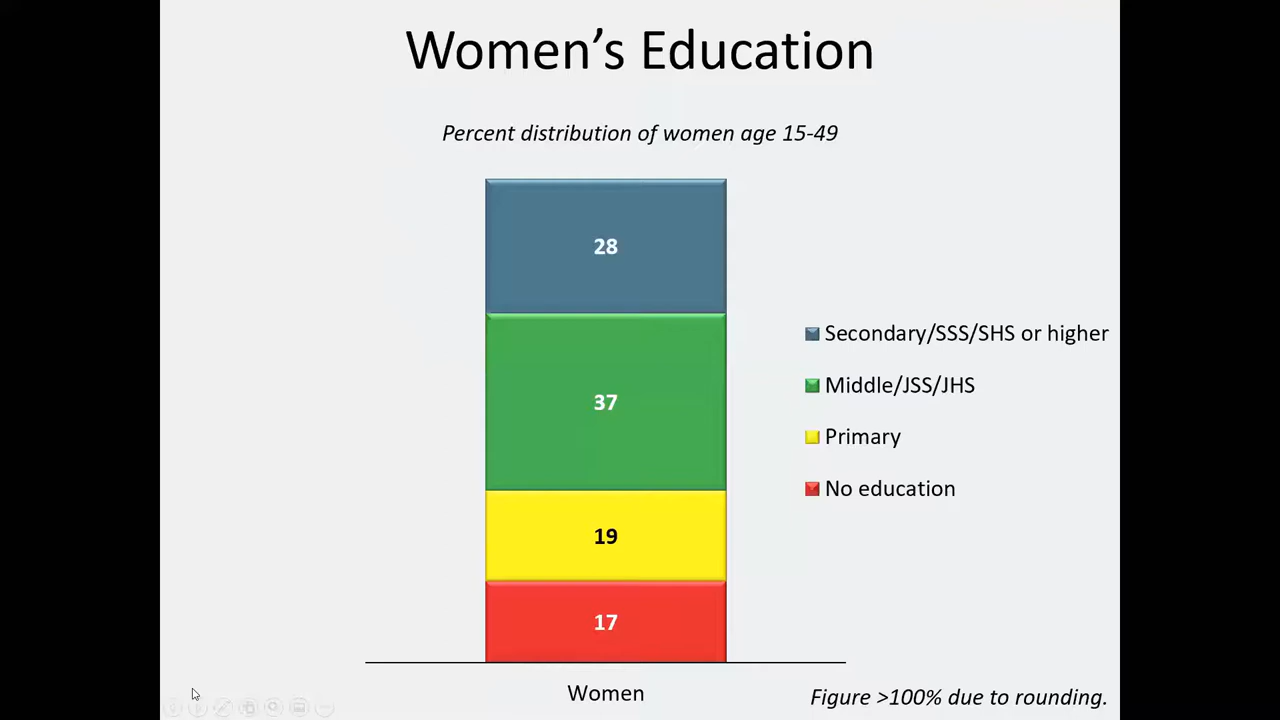 Women’s Education
Percent distribution of women age 15-49
28
37
19
17
Secondary/SSS/SHS or higher
Middle/JSS/JHS
Primary
No education
Women
Figure >100% due to rounding.